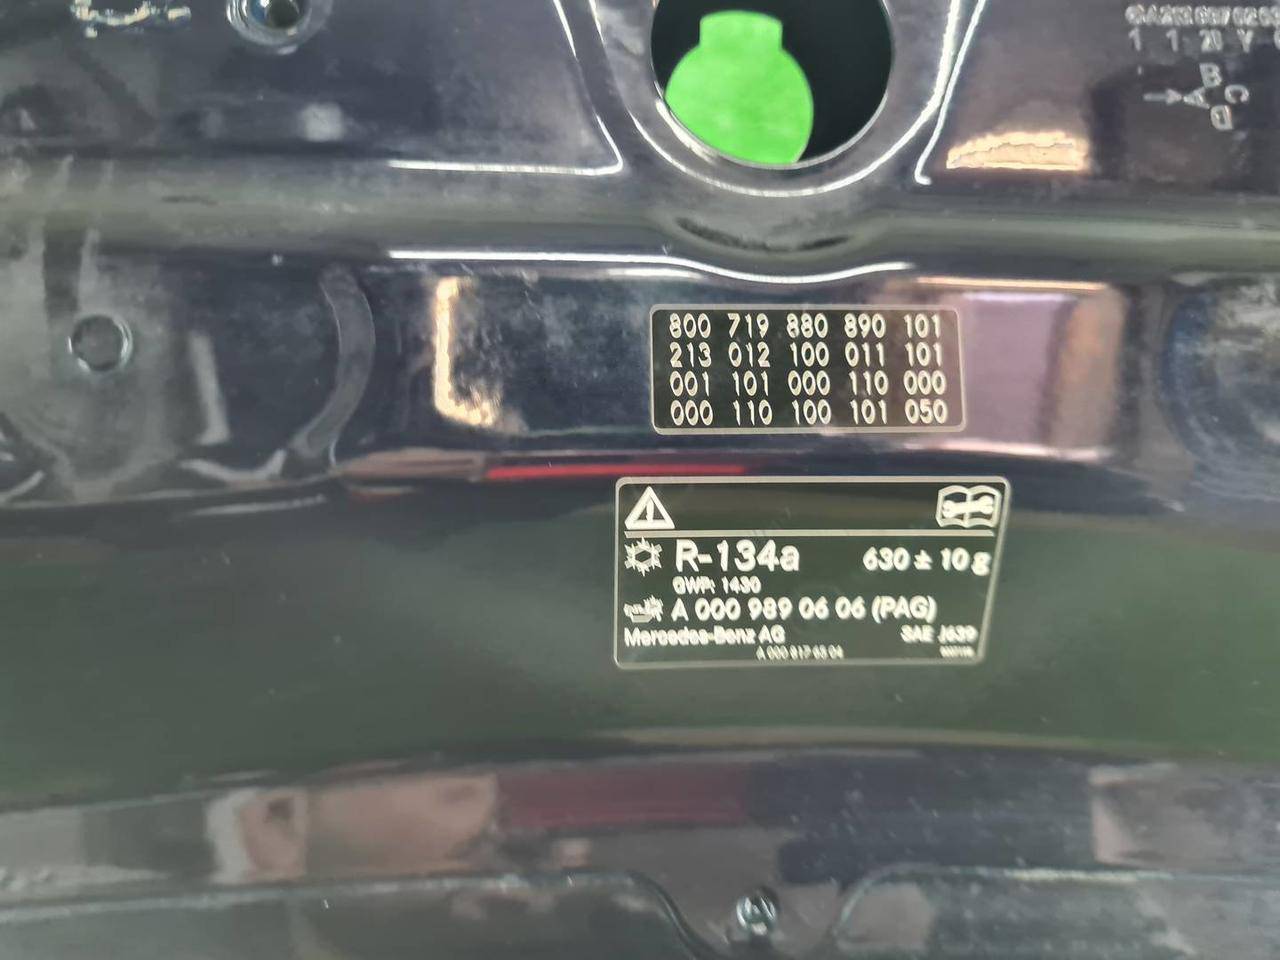 1 1 20 Y
B
C
A
D
800 719 880 890 101
213 012 100 011 101
001 101 000 110 000
000 110 100 101 050
R-134a 630 ± 10 g
GWP: 1430
A 000 989 06 06 (PAG)
Mercedes-Benz AG SAE J639